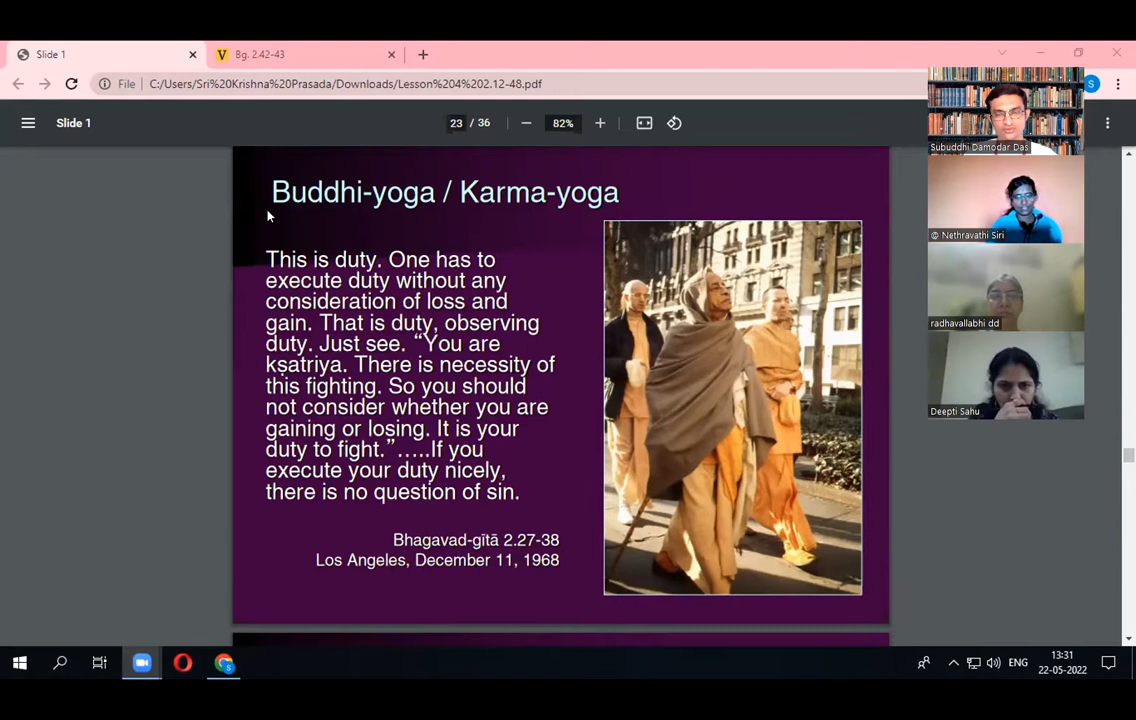 Slide 1
Bg. 2.42-43
File
C:/Users/Sri%20Krishna%20Prasada/Downloads/Lesson%204%202.12-48.pdf
S
Slide 1
23 / 36
82%
Buddhi-yoga / Karma-yoga
This is duty. One has to
execute duty without any
consideration of loss and
gain. That is duty, observing
duty. Just see. “You are
kṣatriya. There is necessity of
this fighting. So you should
not consider whether you are
gaining or losing. It is your
duty to fight.”…..If you
execute your duty nicely,
there is no question of sin.
Bhagavad-gītā 2.27-38
Los Angeles, December 11, 1968
Subuddhi Damodar Das
@ Nethravathi Siri
radhavallabhi dd
Deepti Sahu
ENG
13:31
22-05-2022